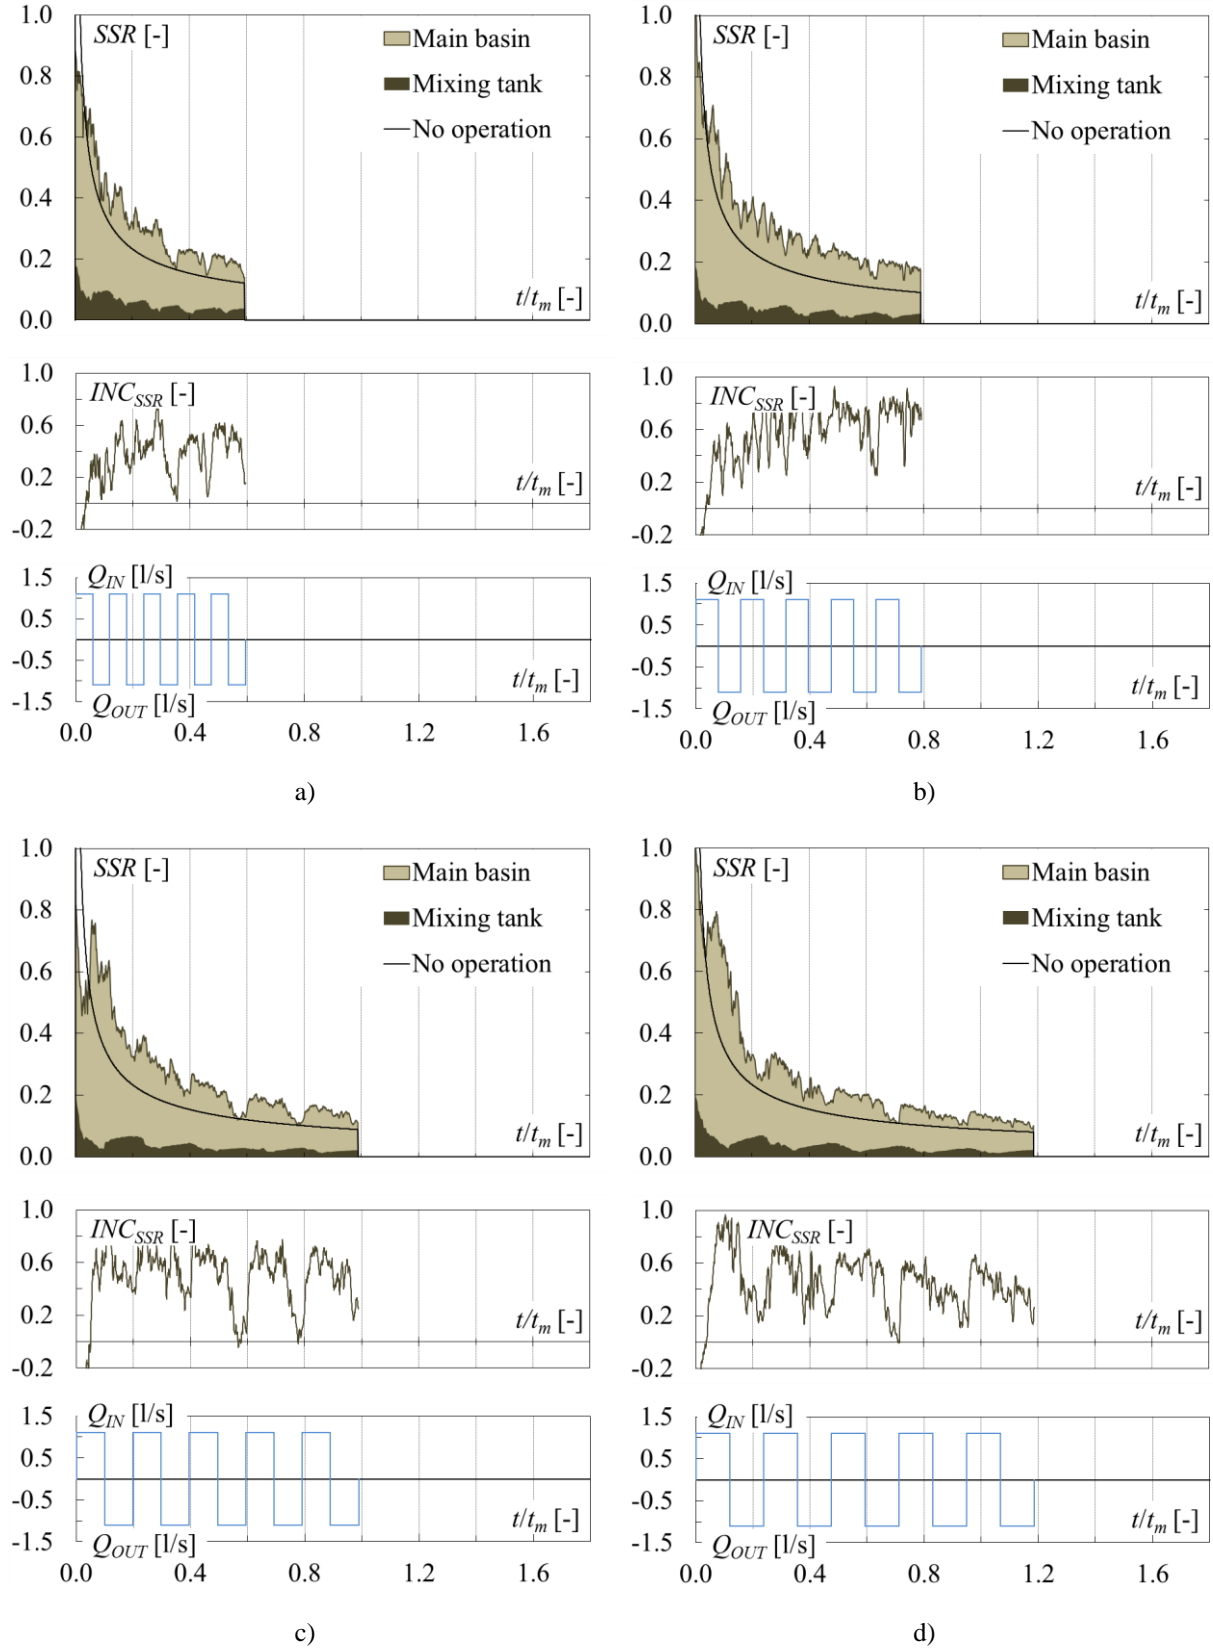 1.0
SSR [-]
Main basin
0.8
Mixing tank
0.6
No operation
0.4
0.2
t/tm [-]
0.0
1.0
INCSSR [-]
0.6
0.2
t/tm [-]
-0.2
1.5
QIN [l/s]
0.5
-0.5
t/tm [-]
-1.5
QOUT [l/s]
0.0 0.4 0.8 1.2 1.6
a)
1.0
SSR [-]
Main basin
0.8
Mixing tank
0.6
No operation
0.4
0.2
t/tm [-]
0.0
1.0
INCSSR [-]
0.6
0.2
t/tm [-]
-0.2
1.5
QIN [l/s]
0.5
-0.5
t/tm [-]
-1.5
QOUT [l/s]
0.0 0.4 0.8 1.2 1.6
b)
1.0
SSR [-]
Main basin
0.8
Mixing tank
0.6
No operation
0.4
0.2
t/tm [-]
0.0
1.0
INCSSR [-]
0.6
0.2
t/tm [-]
-0.2
1.5
QIN [l/s]
0.5
-0.5
t/tm [-]
-1.5
QOUT [l/s]
0.0 0.4 0.8 1.2 1.6
c)
1.0
SSR [-]
Main basin
0.8
Mixing tank
0.6
No operation
0.4
0.2
t/tm [-]
0.0
1.0
INCSSR [-]
0.6
0.2
t/tm [-]
-0.2
1.5
QIN [l/s]
0.5
-0.5
t/tm [-]
-1.5
QOUT [l/s]
0.0 0.4 0.8 1.2 1.6
d)